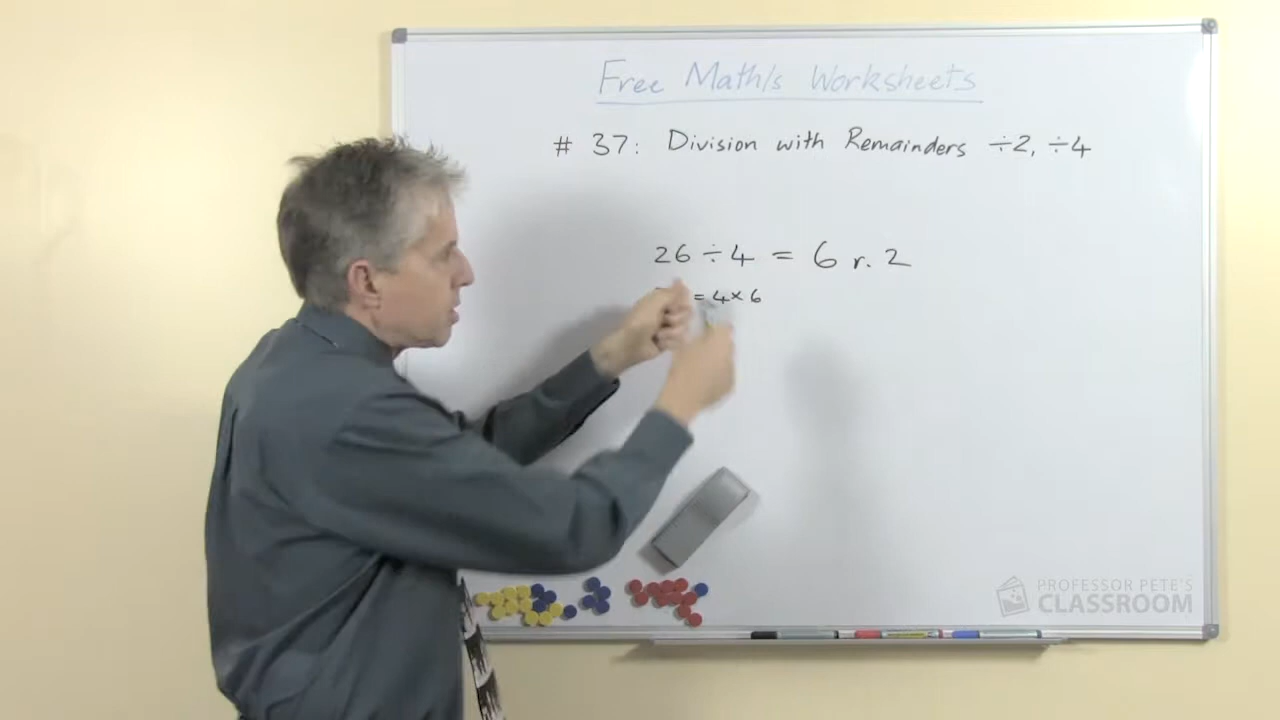 Free Math/s Worksheets
# 37: Division with Remainders ÷2, ÷4
26 ÷ 4 = 6 r. 2
= 4 × 6
PROFESSOR PETE'S
CLASSROOM